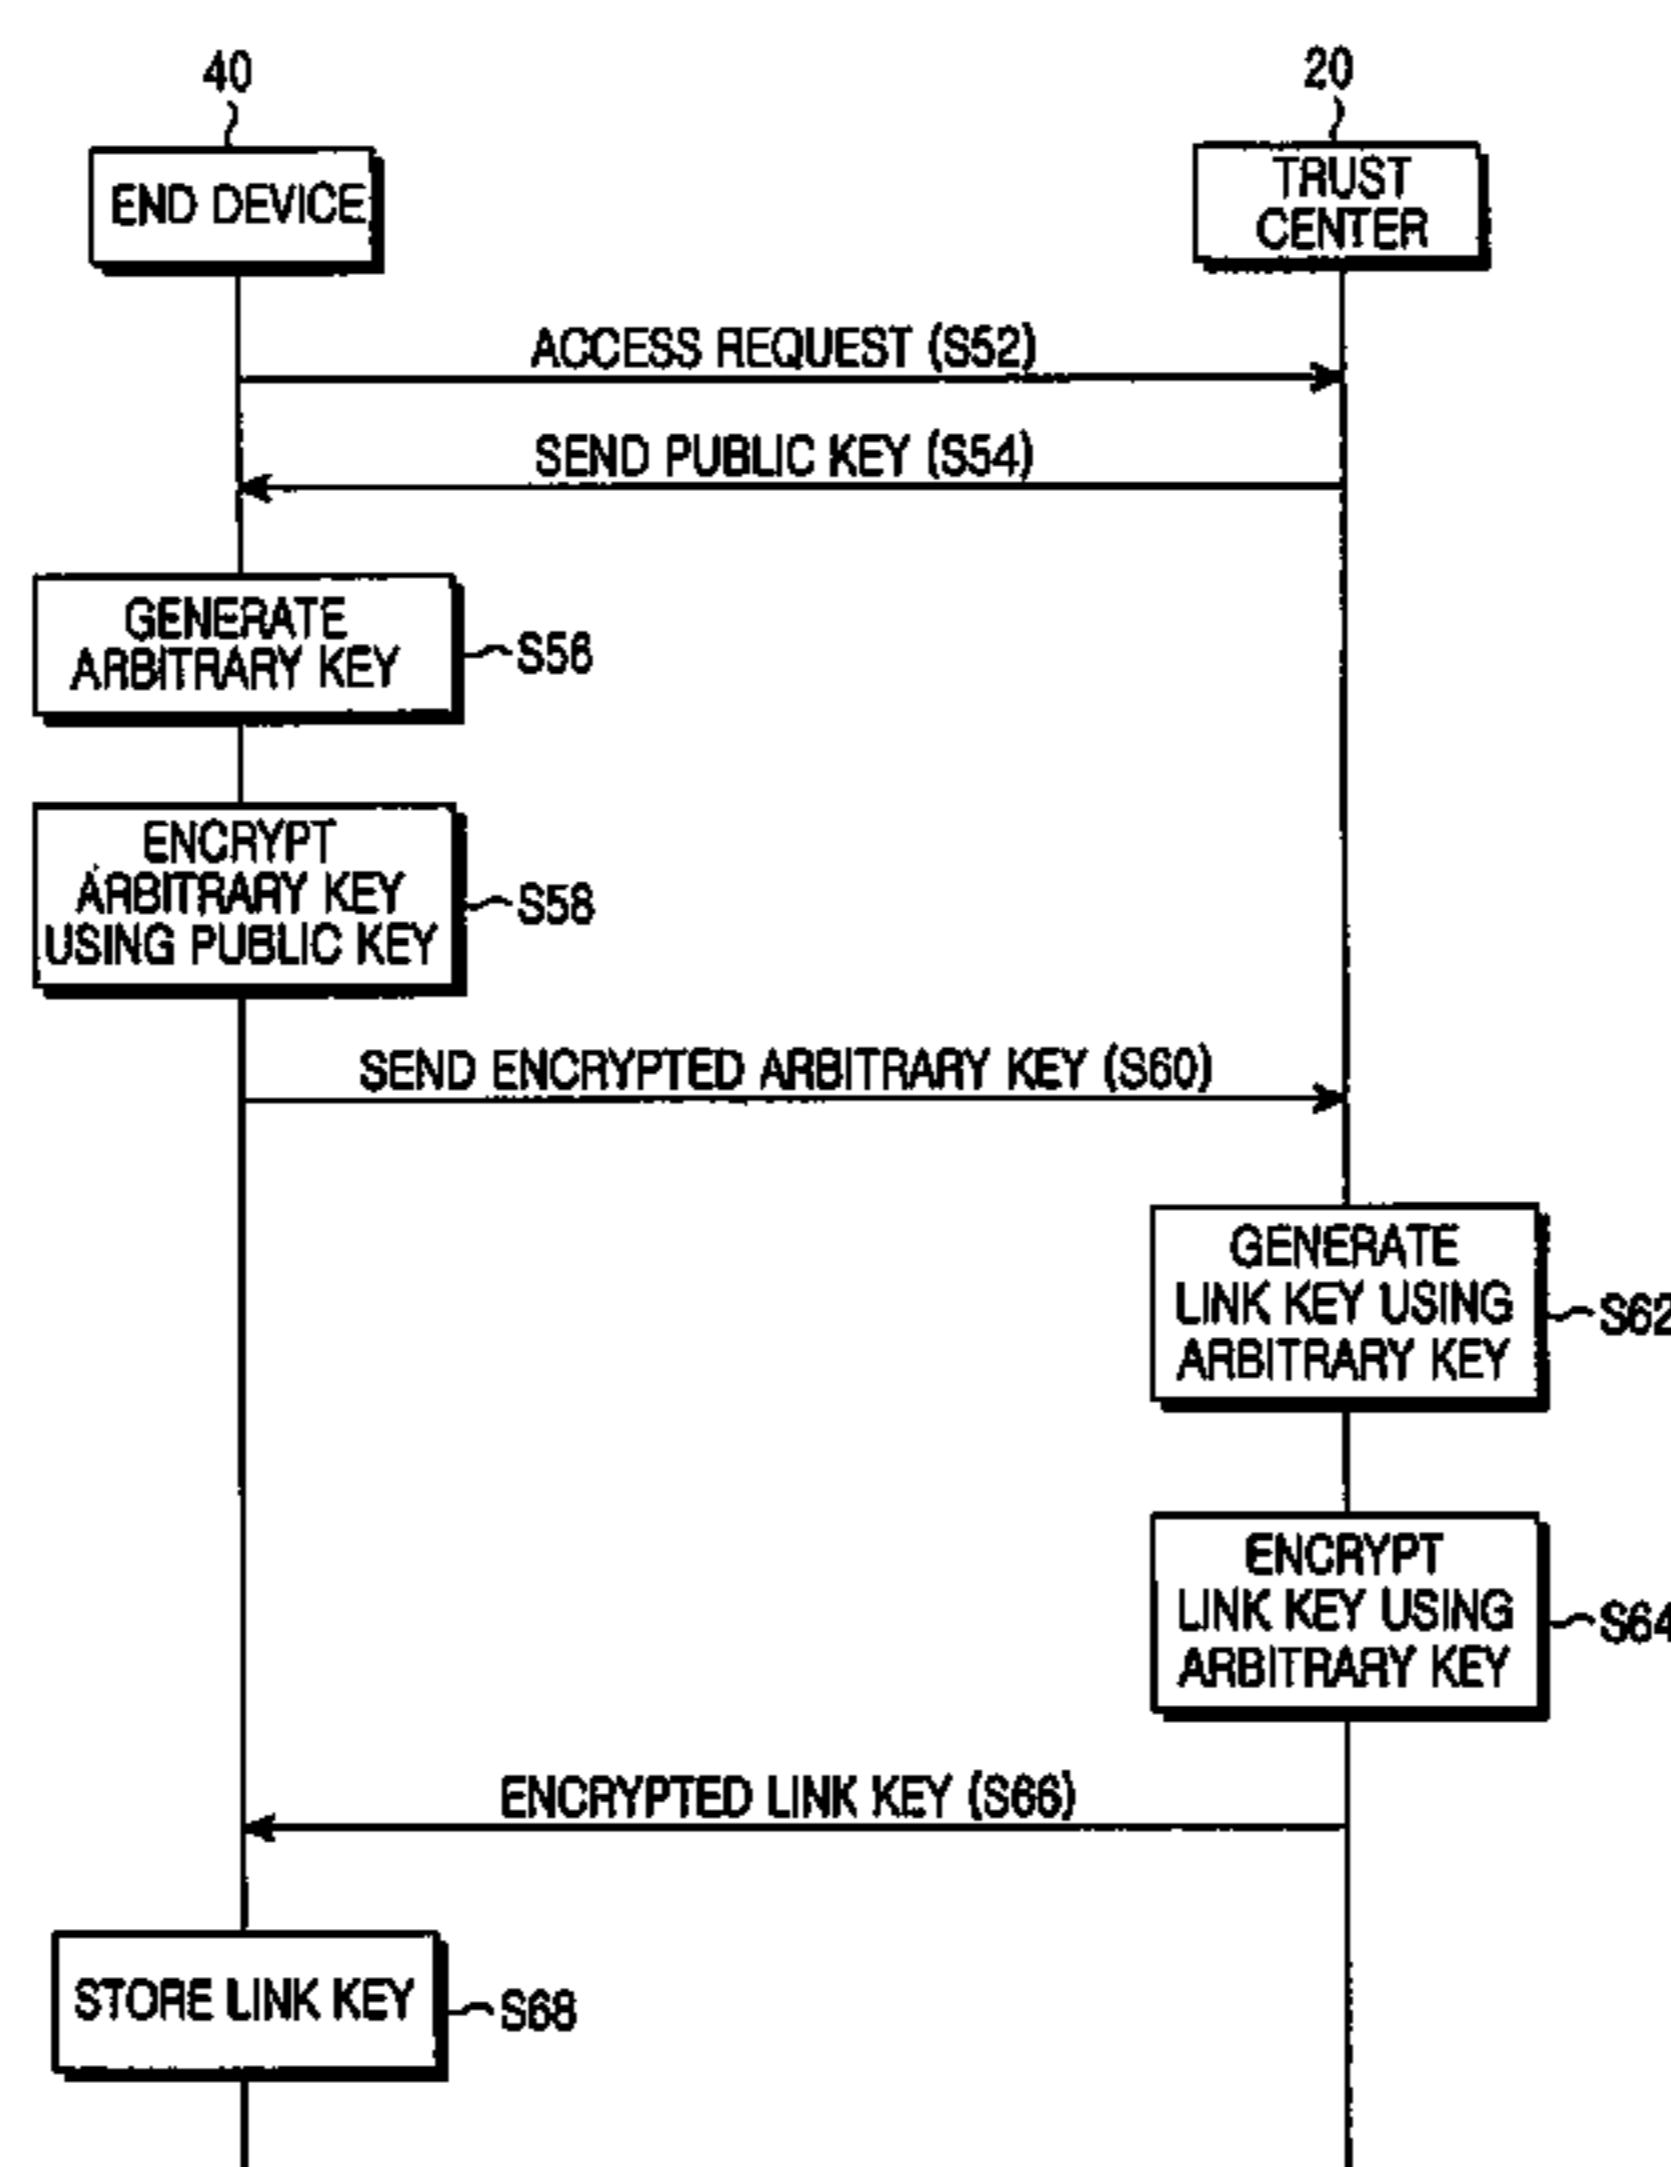 40
20
END DEVICE
TRUST
CENTER
ACCESS REQUEST (S52)
SEND PUBLIC KEY (S54)
GENERATE
ARBITRARY KEY
S56
ENCRYPT
ARBITRARY KEY
USING PUBLIC KEY
S58
SEND ENCRYPTED ARBITRARY KEY (S60)
GENERATE
LINK KEY USING
ARBITRARY KEY
S62
ENCRYPT
LINK KEY USING
ARBITRARY KEY
S64
ENCRYPTED LINK KEY (S66)
STORE LINK KEY
S68